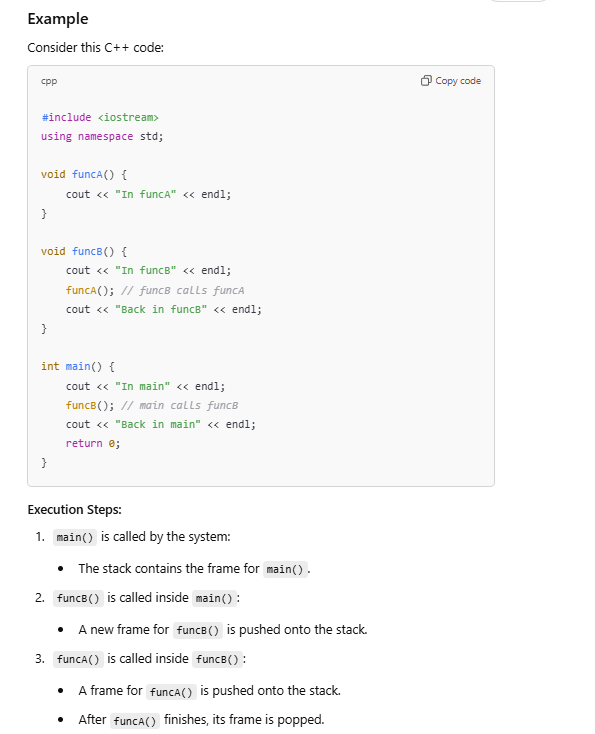 Example
Consider this C++ code:
cpp
Copy code
#include <iostream>
using namespace std;
void funcA() {
    cout << "In funcA" << endl;
}
void funcB() {
    cout << "In funcB" << endl;
    funcA(); // funcB calls funcA
    cout << "Back in funcB" << endl;
}
int main() {
    cout << "In main" << endl;
    funcB(); // main calls funcB
    cout << "Back in main" << endl;
    return 0;
}
Execution Steps:
1. main() is called by the system:
• The stack contains the frame for main().
2. funcB() is called inside main():
• A new frame for funcB() is pushed onto the stack.
3. funcA() is called inside funcB():
• A frame for funcA() is pushed onto the stack.
• After funcA() finishes, its frame is popped.